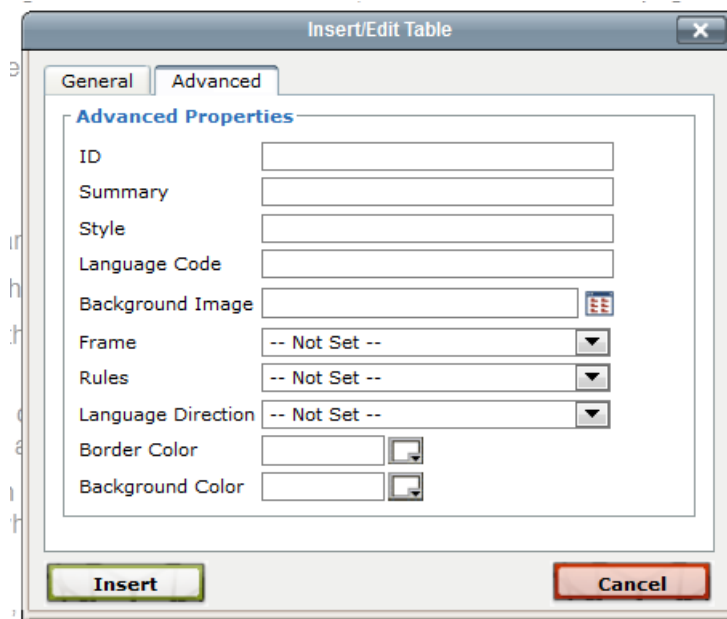 Insert/Edit Table
General Advanced
Advanced Properties
ID
Summary
Style
Language Code
Background Image
Frame -- Not Set --
Rules -- Not Set --
Language Direction -- Not Set --
Border Color
Background Color
Insert Cancel